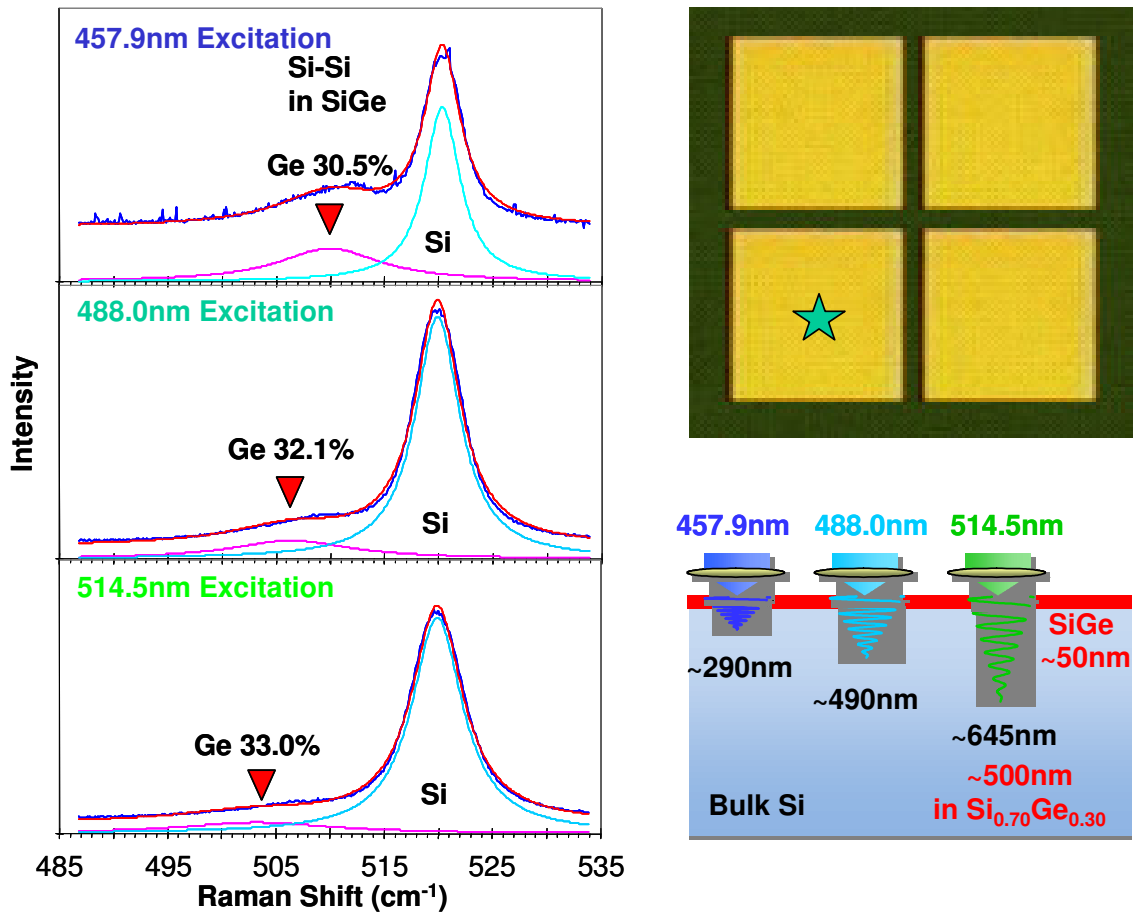 457.9nm Excitation
Si-Si
in SiGe
Ge 30.5%
Si
488.0nm Excitation
Ge 32.1%
Si
514.5nm Excitation
Ge 33.0%
Si
Intensity
485 495 505 515 525 535
Raman Shift (cm⁻¹)
457.9nm 488.0nm 514.5nm
SiGe
~50nm
~290nm
~490nm
~645nm
~500nm
in Si₀.₇₀Ge₀.₃₀
Bulk Si